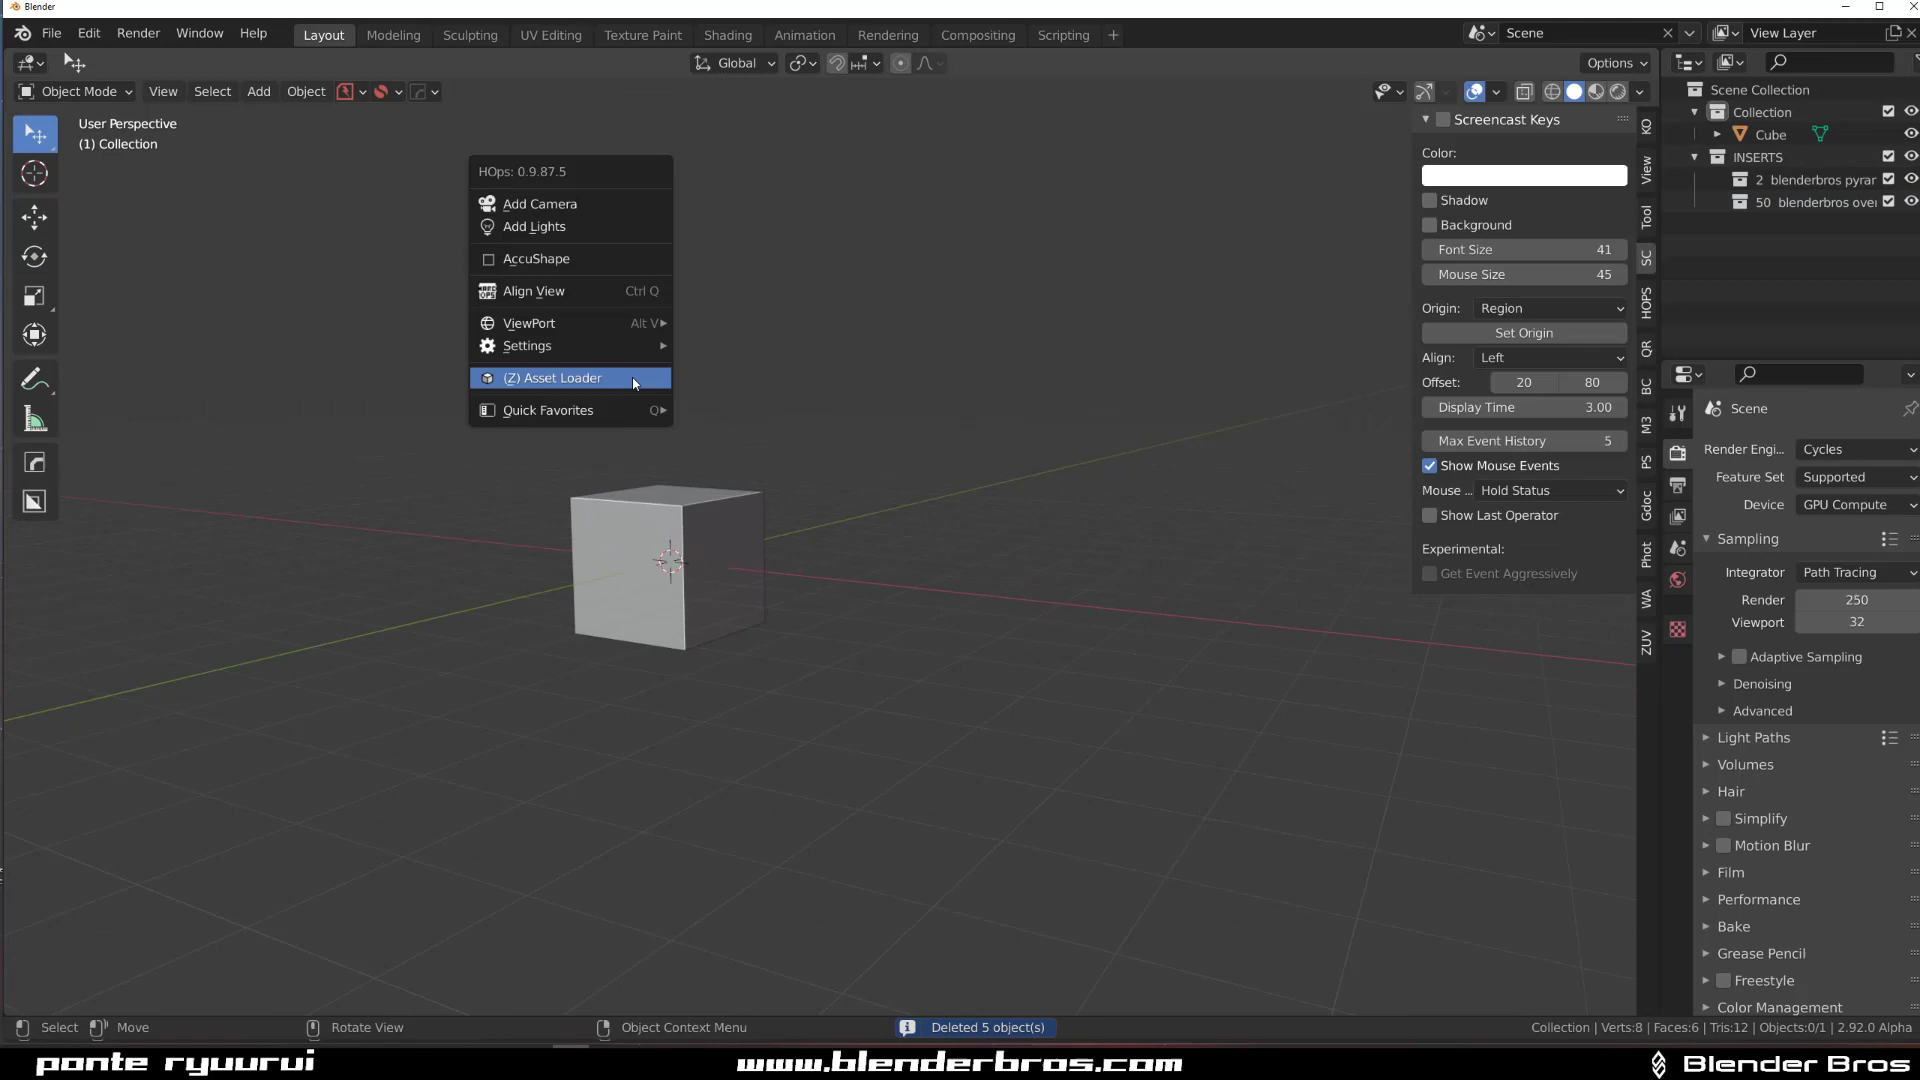 Blender
File Edit Render Window Help Layout Modeling Sculpting UV Editing Texture Paint Shading Animation Rendering Compositing Scripting + Scene View Layer
Global Options
Object Mode View Select Add Object
User Perspective
(1) Collection
HOps: 0.9.87.5
Add Camera
Add Lights
AccuShape
Align View Ctrl Q
ViewPort Alt V
Settings
(Z) Asset Loader
Quick Favorites Q
Screencast Keys
Color:
Shadow
Background
Font Size 41
Mouse Size 45
Origin: Region
Set Origin
Align: Left
Offset: 20 80
Display Time 3.00
Max Event History 5
Show Mouse Events
Mouse ... Hold Status
Show Last Operator
Experimental:
Get Event Aggressively
KO
View
Tool
SC
HOPS
QR
BC
M3
PS
Gdoc
Phot
WA
ZUV
Scene Collection
Collection
Cube
INSERTS
2 blenderbros pyrar
50 blenderbros over
Scene
Render Engi... Cycles
Feature Set Supported
Device GPU Compute
Sampling
Integrator Path Tracing
Render 250
Viewport 32
Adaptive Sampling
Denoising
Advanced
Light Paths
Volumes
Hair
Simplify
Motion Blur
Film
Performance
Bake
Grease Pencil
Freestyle
Color Management
Select Move Rotate View Object Context Menu Deleted 5 object(s) Collection | Verts:8 | Faces:6 | Tris:12 | Objects:0/1 | 2.92.0 Alpha
ponte ryuurui www.blenderbros.com Blender Bros